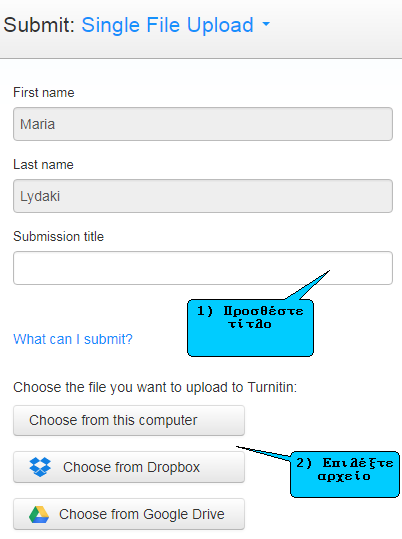 Submit: Single File Upload
First name
Maria
Last name
Lydaki
Submission title
1) Προσθέστε
τίτλο
What can I submit?
Choose the file you want to upload to Turnitin:
Choose from this computer
Choose from Dropbox
2) Επιλέξτε
αρχείο
Choose from Google Drive